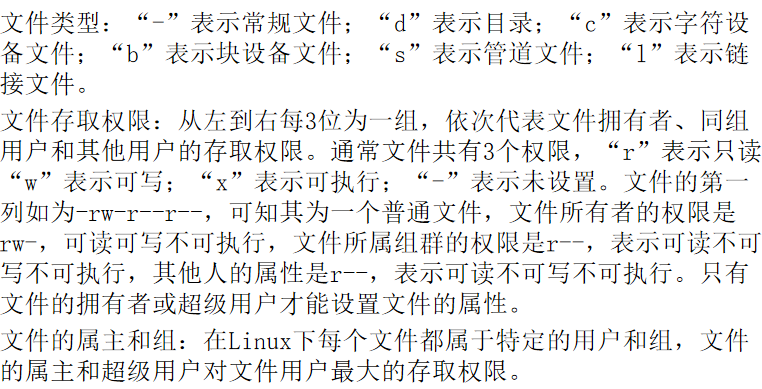 文件类型：“-”表示常规文件；“d”表示目录；“c”表示字符设
备文件；“b”表示块设备文件；“s”表示管道文件；“l”表示链
接文件。
文件存取权限：从左到右每3位为一组，依次代表文件拥有者、同组
用户和其他用户的存取权限。通常文件共有3个权限，“r”表示只读
“w”表示可写；“x”表示可执行；“-”表示未设置。文件的第一
列如为-rw-r--r--，可知其为一个普通文件，文件所有者的权限是
rw-，可读可写不可执行，文件所属组群的权限是r--，表示可读不可
写不可执行，其他人的属性是r--，表示可读不可写不可执行。只有
文件的拥有者或超级用户才能设置文件的属性。
文件的属主和组：在Linux下每个文件都属于特定的用户和组，文件
的属主和超级用户对文件用户最大的存取权限。